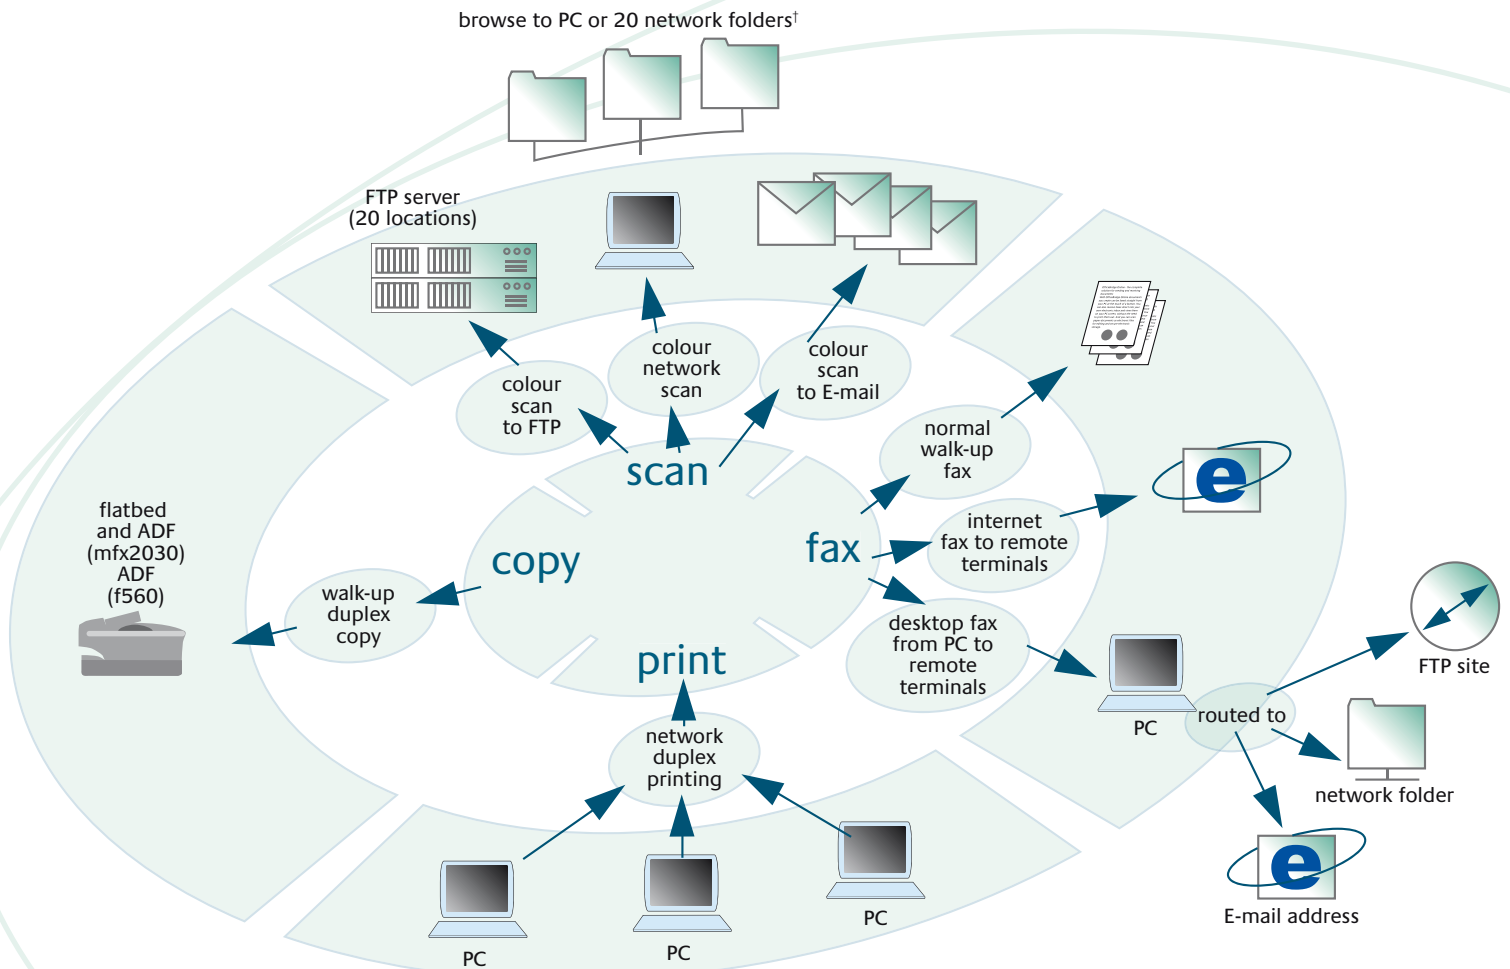 browse to PC or 20 network folders†
FTP server
(20 locations)
colour
scan
to FTP
colour
network
scan
colour
scan
to E-mail
scan
normal
walk-up
fax
internet
fax to remote
terminals
fax
desktop fax
from PC to
remote
terminals
copy
walk-up
duplex
copy
flatbed
and ADF
(mfx2030)
ADF
(f560)
print
network
duplex
printing
PC
PC
PC
PC
routed to
FTP site
network folder
e
e
E-mail address